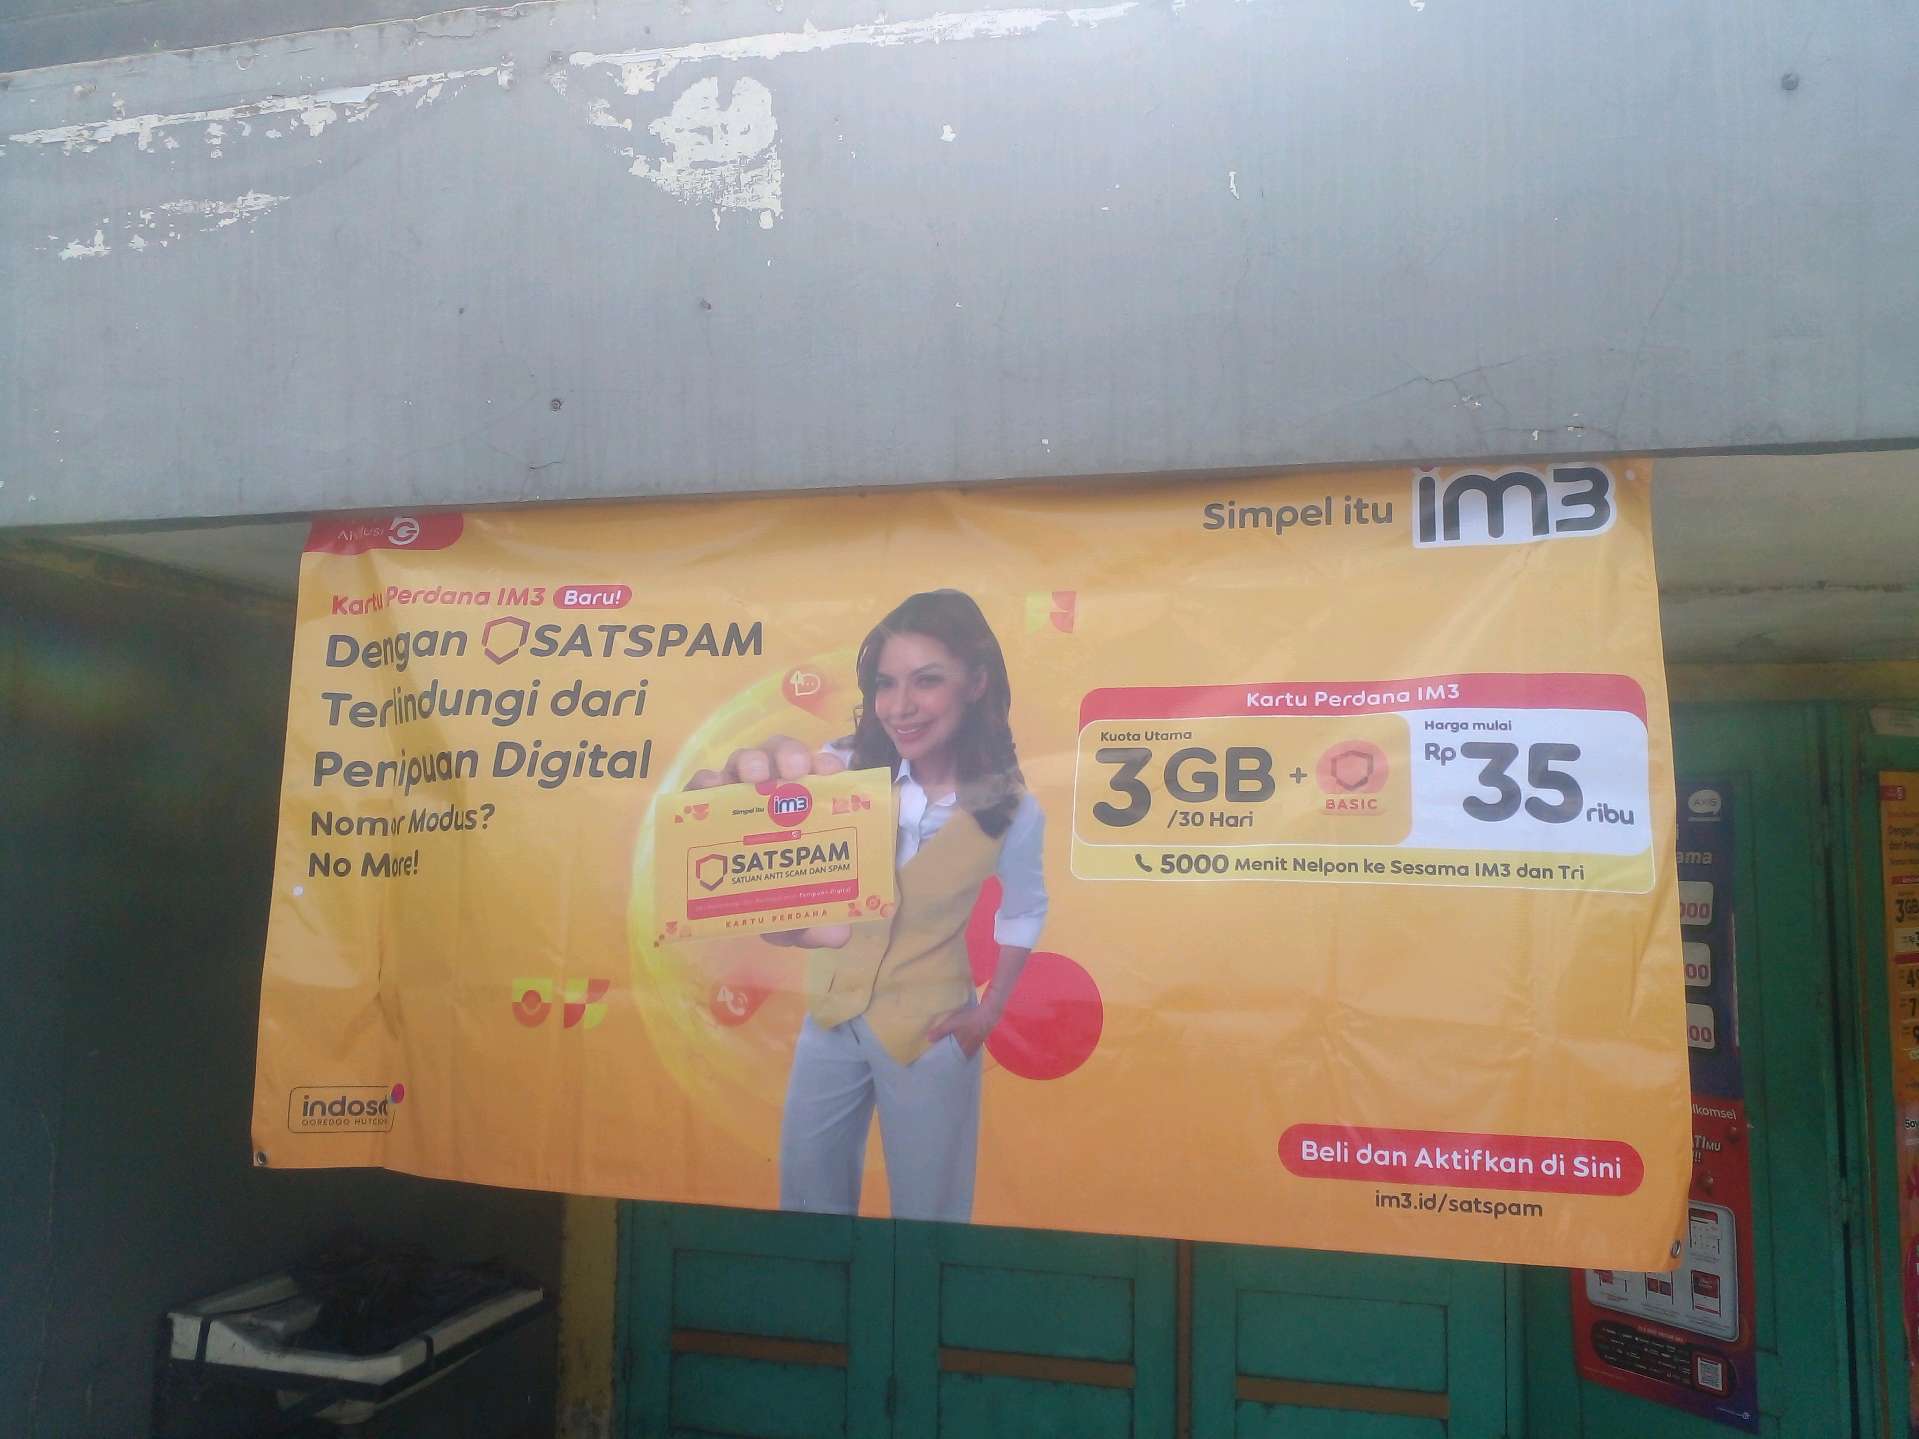 Simpel itu im3
Kartu Perdana IM3 Baru!
Dengan SATSPAM
Terlindungi dari
Penipuan Digital
Nomor Modus?
No More!
Simpel itu im3
SATSPAM
SATUAN ANTI SCAM DAN SPAM
KARTU PERDANA
Kartu Perdana IM3
Kuota Utama
3 GB
/30 Hari
+
BASIC
Harga mulai
Rp 35 ribu
5000 Menit Nelpon ke Sesama IM3 dan Tri
indosat
OOREDOO
Beli dan Aktifkan di Sini
im3.id/satspam
AXIS